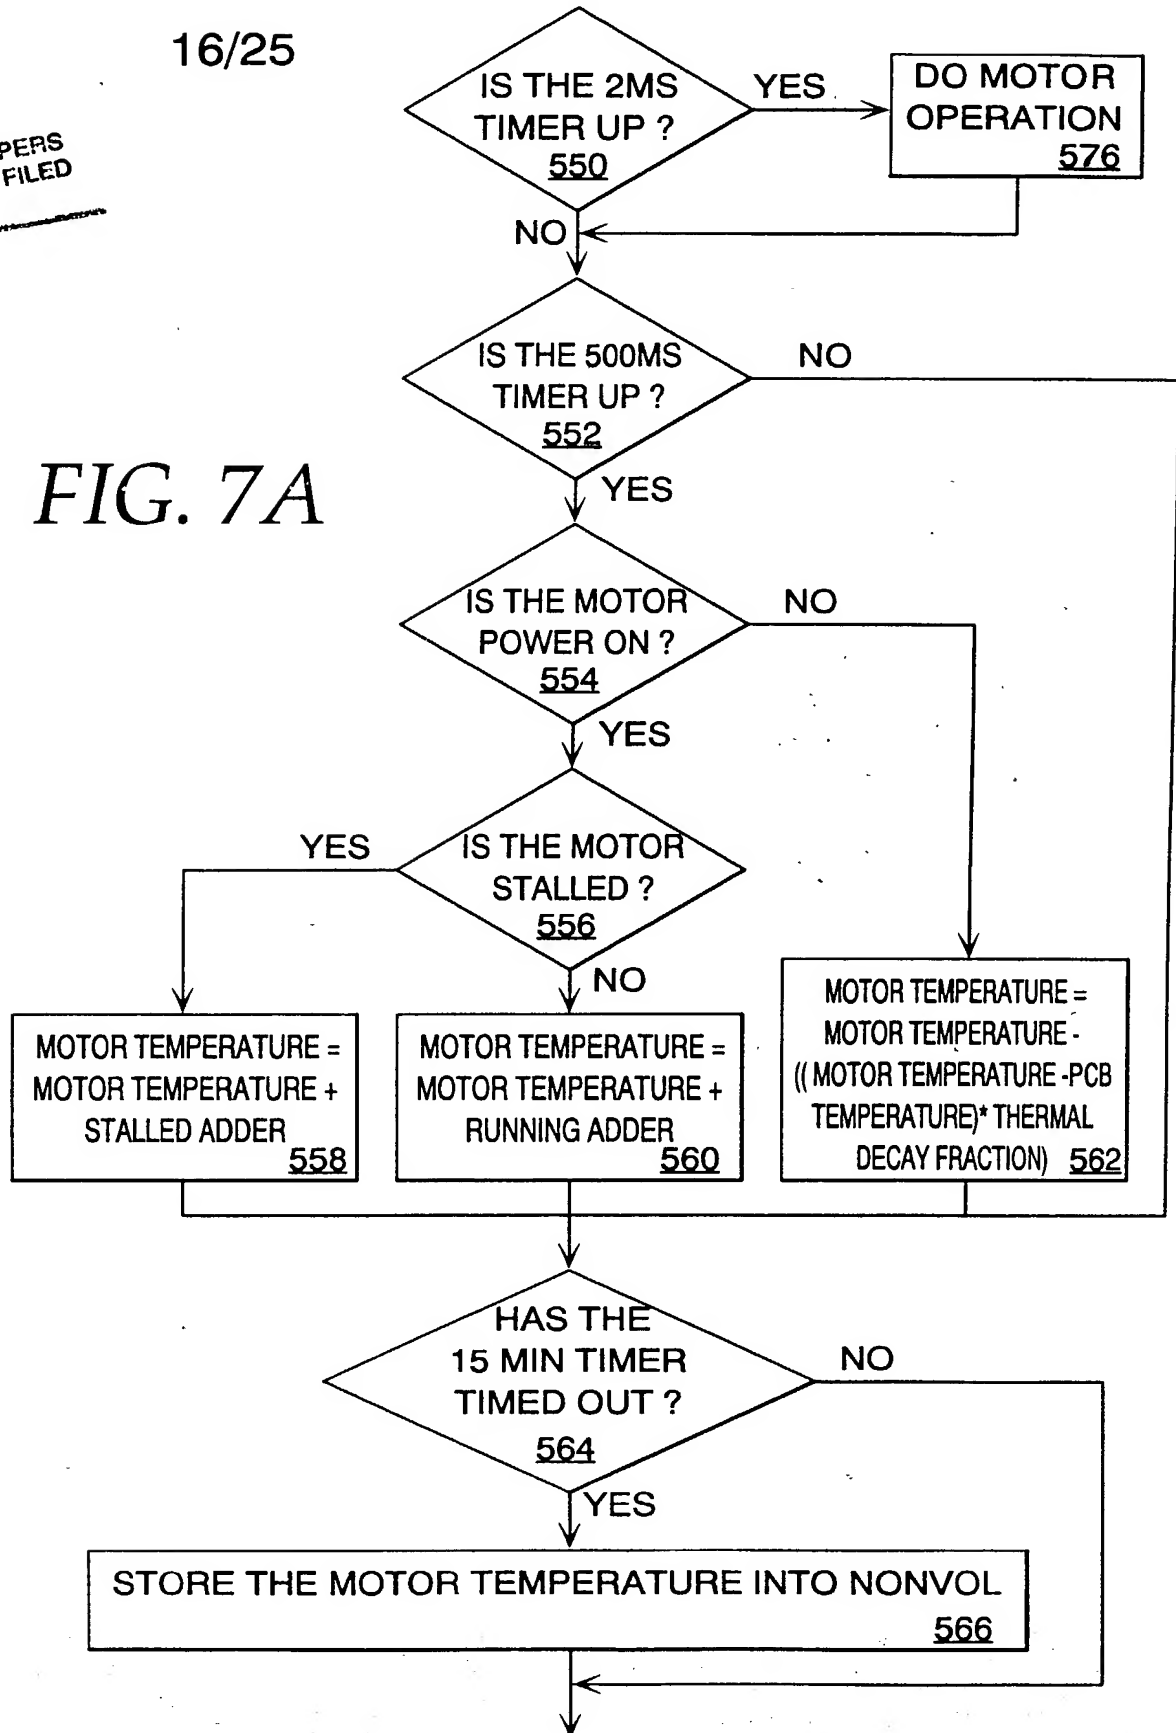 16/25
PERS
FILED
IS THE 2MS
TIMER UP ?
550
YES
DO MOTOR
OPERATION
576
NO
IS THE 500MS
TIMER UP ?
552
NO
YES
FIG. 7A
IS THE MOTOR
POWER ON ?
554
NO
YES
IS THE MOTOR
STALLED ?
556
YES
NO
MOTOR TEMPERATURE =
MOTOR TEMPERATURE +
STALLED ADDER
558
MOTOR TEMPERATURE =
MOTOR TEMPERATURE +
RUNNING ADDER
560
MOTOR TEMPERATURE =
MOTOR TEMPERATURE -
(( MOTOR TEMPERATURE -PCB
TEMPERATURE)* THERMAL
DECAY FRACTION) 562
HAS THE
15 MIN TIMER
TIMED OUT ?
564
NO
YES
STORE THE MOTOR TEMPERATURE INTO NONVOL
566